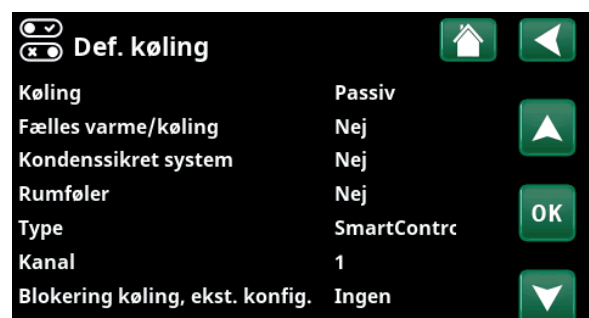 Def. køling
Køling Passiv
Fælles varme/køling Nej
Kondenssikret system Nej
Rumføler Nej
Type SmartContrc
OK
Kanal 1
Blokering køling, ekst. konfig. Ingen